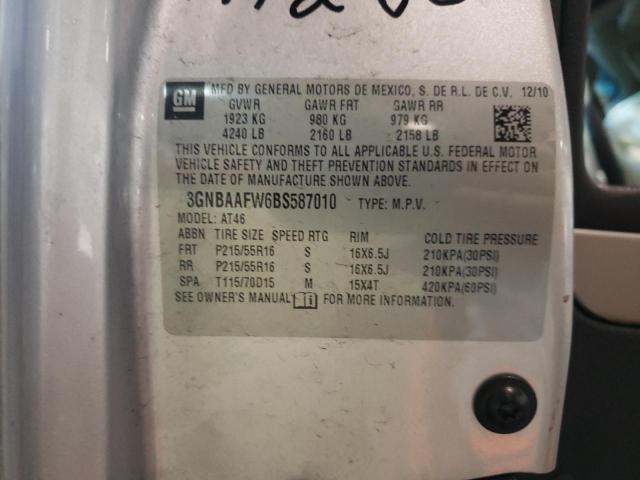 GM
MFD BY GENERAL MOTORS DE MEXICO, S. DE R.L. DE C.V. 12/10
GVWR GAWR FRT GAWR RR
1923 KG 980 KG 979 KG
4240 LB 2160 LB 2158 LB
THIS VEHICLE CONFORMS TO ALL APPLICABLE U.S. FEDERAL MOTOR
VEHICLE SAFETY AND THEFT PREVENTION STANDARDS IN EFFECT ON
DATE OF MANUFACTURE SHOWN ABOVE.
3GNBAAFW6BS587010 TYPE: M.P.V.
MODEL: AT46
ABBN TIRE SIZE SPEED RTG RIM COLD TIRE PRESSURE
FRT P215/55R16 S 16X6.5J 210KPA(30PSI)
RR P215/55R16 S 16X6.5J 210KPA(30PSI)
SPA T115/70D15 M 15X4T 420KPA(60PSI)
SEE OWNER'S MANUAL FOR MORE INFORMATION.